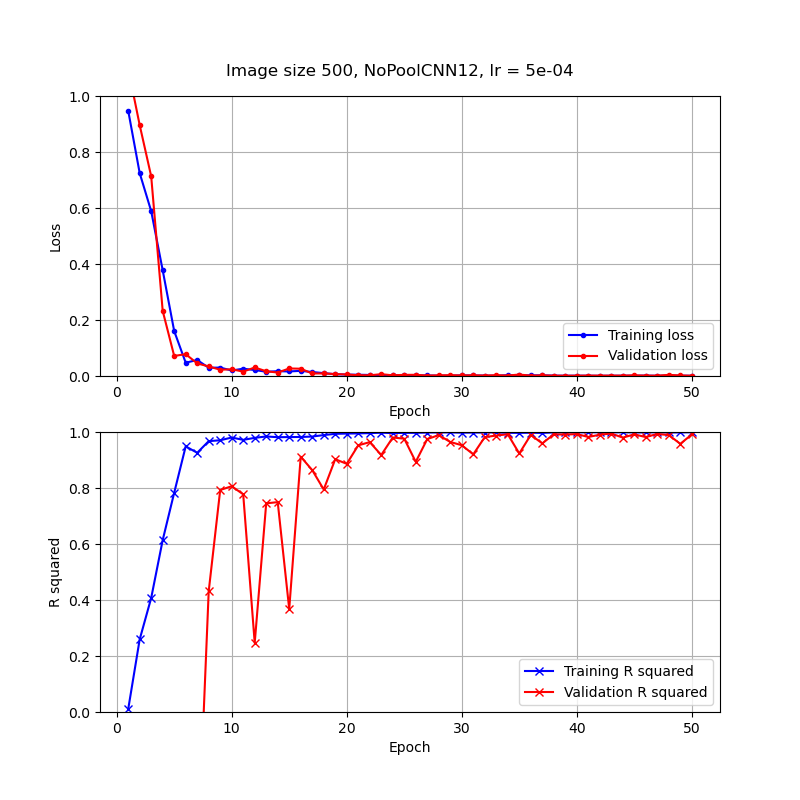 Image size 500, NoPoolCNN12, lr = 5e-04
1.0
0.8
0.6
0.4
0.2
0.0
Loss
Training loss
Validation loss
0 10 20 30 40 50
Epoch
1.0
0.8
0.6
0.4
0.2
0.0
R squared
Training R squared
Validation R squared
0 10 20 30 40 50
Epoch